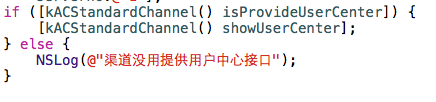 if ([kACStandardChannel() isProvideUserCenter]) {
[kACStandardChannel() showUserCenter];
} else {
NSLog(@"渠道没用提供用户中心接口");
}